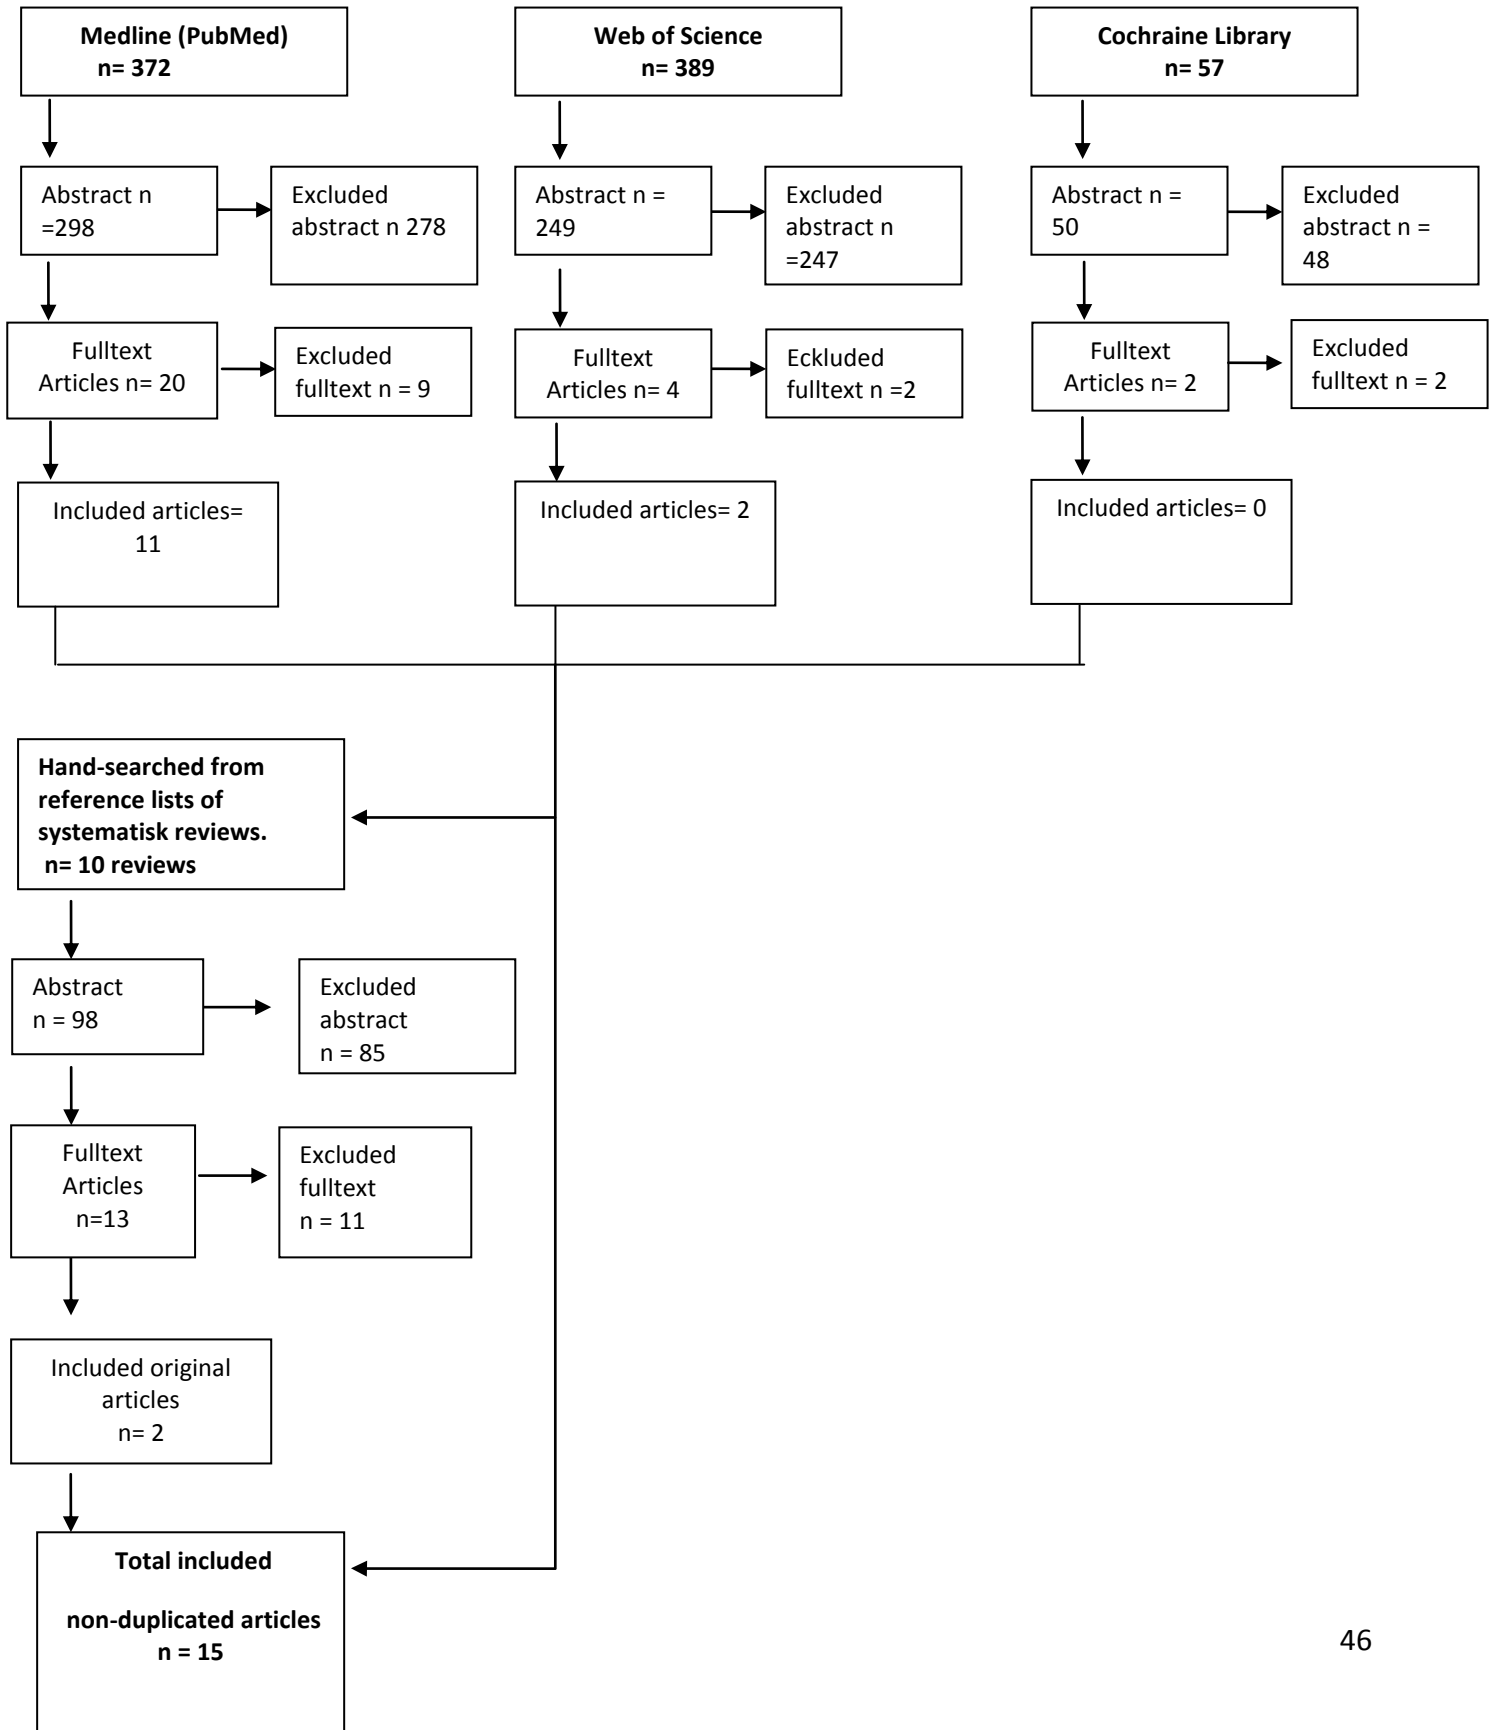 Medline (PubMed)
n= 372
Web of Science
n= 389
Cochraine Library
n= 57
Abstract n
=298
Excluded
abstract n 278
Abstract n =
249
Excluded
abstract n
=247
Abstract n =
50
Excluded
abstract n =
48
Fulltext
Articles n= 20
Excluded
fulltext n = 9
Fulltext
Articles n= 4
Eckluded
fulltext n =2
Fulltext
Articles n= 2
Excluded
fulltext n = 2
Included articles=
11
Included articles= 2
Included articles= 0
Hand-searched from
reference lists of
systematisk reviews.
n= 10 reviews
Abstract
n = 98
Excluded
abstract
n = 85
Fulltext
Articles
n=13
Excluded
fulltext
n = 11
Included original
articles
n= 2
Total included
non-duplicated articles
n = 15
46